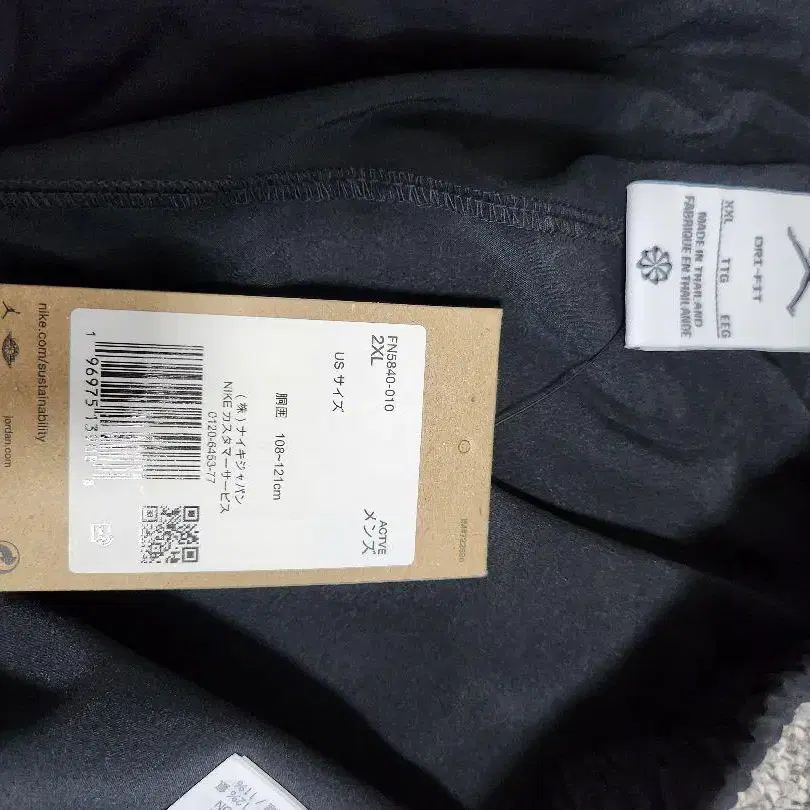 FN5840-010
2XL
US サイズ
胴囲 108~121cm
ACTIVE
メンズ
(株)ナイキジャパン
NIKE カスタマーサービス
0120-6453-77
nike.com/sustainability
jordan.com
DRI-FIT
XXL TTG EEG
MADE IN THAILAND
FABRIQUE EN THAILANDE